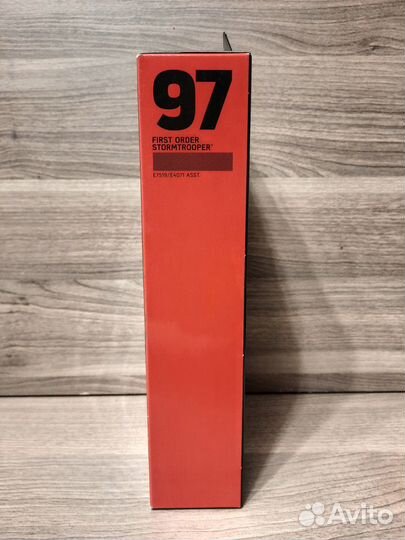 97
FIRST ORDER
STORMTROOPER*
E7519/E4071 ASST.
Avito